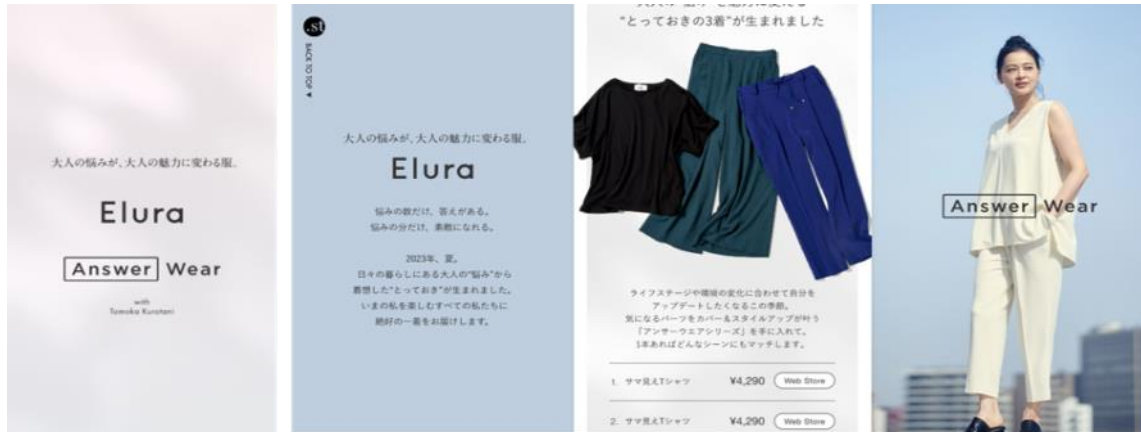 大人の悩みが、大人の魅力に変わる服。
Elura
Answer Wear
with
Tomoka Kurotani
.st
BACK TO TOP ▼
大人の悩みが、大人の魅力に変わる服。
Elura
悩みの数だけ、答えがある。
悩みの分だけ、素敵になれる。
2023年、夏。
日々の暮らしにある大人の“悩み”から
着想した“とっておき”が生まれました。
いまの私を楽しむすべての私たちに
絶好の一着をお届けします。
“とっておきの3着”が生まれました
ライフステージや環境の変化に合わせて自分を
アップデートしたくなるこの季節。
気になるパーツをカバー&スタイルアップが叶う
「アンサーウエアシリーズ」を手に入れて。
1本あればどんなシーンにもマッチします。
1. サマ見えTシャツ ¥4,290 Web Store
2. サマ見えTシャツ ¥4,290 Web Store
Answer Wear